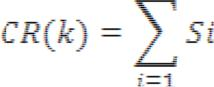 CR(k) = ∑ Si
i=1